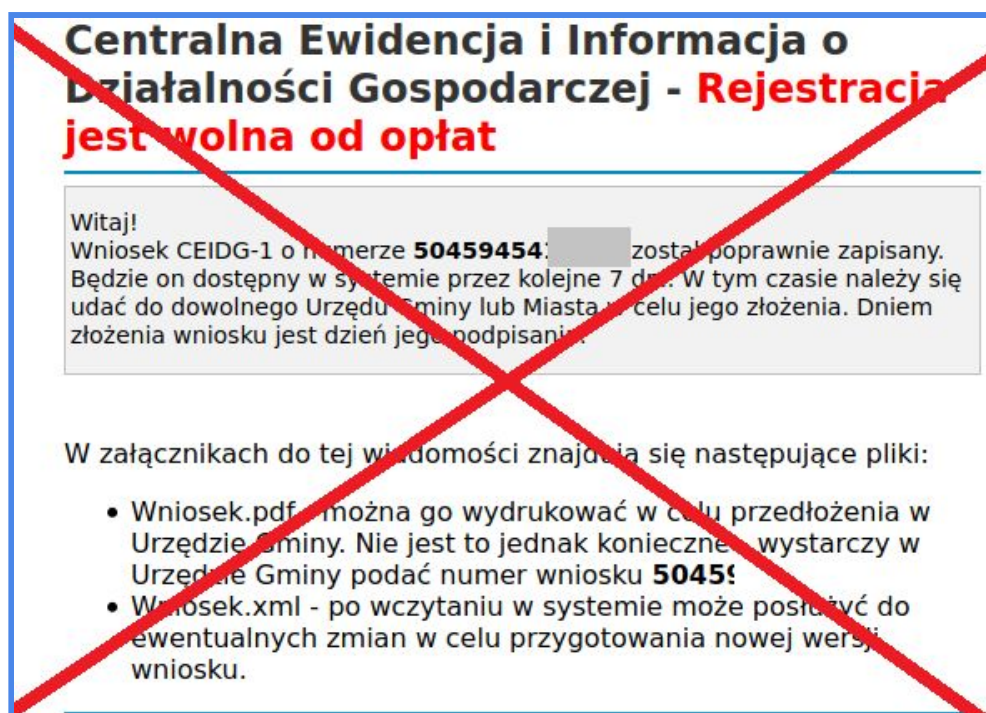 Centralna Ewidencja i Informacja o
Działalności Gospodarczej - Rejestracja
jest wolna od opłat
Witaj!
Wniosek CEIDG-1 o numerze 504594541 został poprawnie zapisany.
Będzie on dostępny w systemie przez kolejne 7 dni. W tym czasie należy się
udać do dowolnego Urzędu Gminy lub Miasta w celu jego złożenia. Dniem
złożenia wniosku jest dzień jego podpisania.
W załącznikach do tej wiadomości znajdują się następujące pliki:
• Wniosek.pdf - można go wydrukować w celu przedłożenia w
Urzędzie Gminy. Nie jest to jednak konieczne - wystarczy w
Urzędzie Gminy podać numer wniosku 50459
• Wniosek.xml - po wczytaniu w systemie może posłużyć do
ewentualnych zmian w celu przygotowania nowej wersji
wniosku.